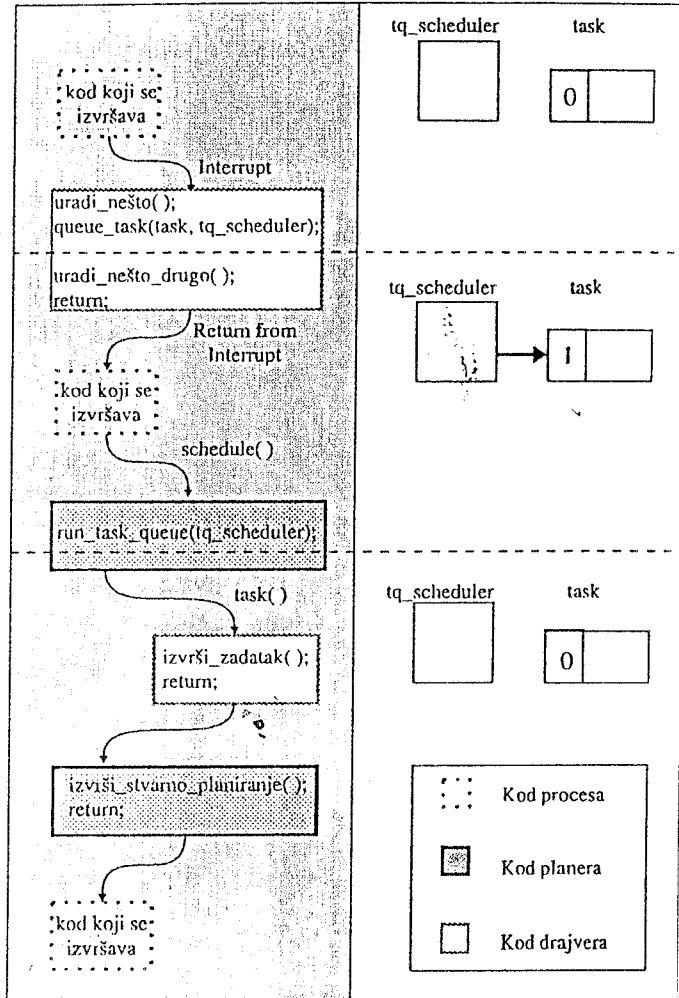 kod koji se
izvršava
Interrupt
uradi_nešto( );
queue_task(task, tq_scheduler);
uradi_nešto_drugo( );
return;
Return from
Interrupt
kod koji se
izvršava
schedule( )
run_task_queue(tq_scheduler);
task( )
izvrši_zadatak( );
return;
izvrši_stvarno_planiranje( );
return;
kod koji se
izvršava
tq_scheduler task
0
tq_scheduler task
1
tq_scheduler task
0
Kod procesa
Kod planera
Kod drajvera